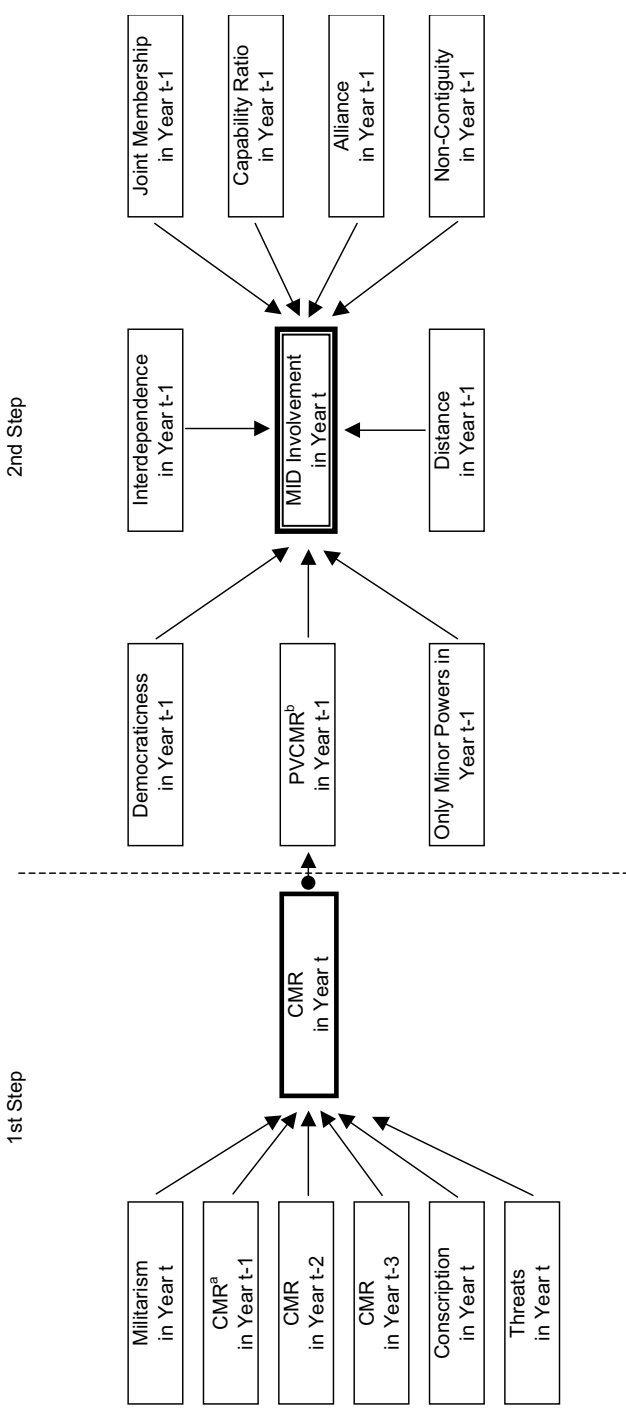 1st Step
2nd Step
Militarism
in Year t
CMRᵃ
in Year t-1
CMR
in Year t-2
CMR
in Year t-3
Conscription
in Year t
Threats
in Year t
CMR
in Year t
Democraticness
in Year t-1
PVCMRᵇ
in Year t-1
Only Minor Powers in
Year t-1
Interdependence
in Year t-1
MID Involvement
in Year t
Distance
in Year t-1
Joint Membership
in Year t-1
Capability Ratio
in Year t-1
Alliance
in Year t-1
Non-Contiguity
in Year t-1